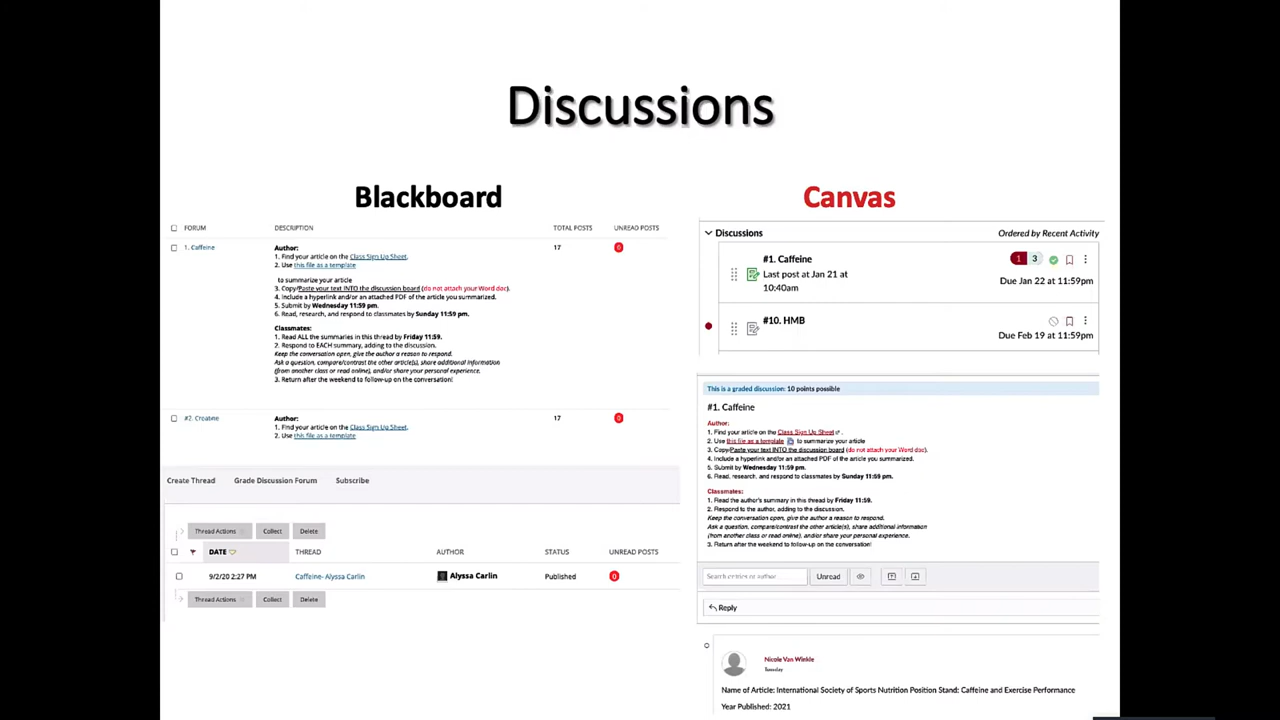 Discussions
Blackboard
FORUM DESCRIPTION TOTAL POSTS UNREAD POSTS
1. Caffeine Author: 17 0
1. Find your article on the Class Sign Up Sheet.
2. Use this file as a template
to summarize your article
3. Copy/Paste your text INTO the discussion board (do not attach your Word doc).
4. Include a hyperlink and/or an attached PDF of the article you summarized.
5. Submit by Wednesday 11:59 pm.
6. Read, research, and respond to classmates by Sunday 11:59 pm.
Classmates:
1. Read ALL the summaries in this thread by Friday 11:59.
2. Respond to EACH summary, adding to the discussion.
Keep the conversation open, give the author a reason to respond.
Ask a question, compare/contrast the other article(s), share additional information
(from another class or read online), and/or share your personal experience.
3. Return after the weekend to follow-up on the conversation!
#2. Creatine Author: 17 0
1. Find your article on the Class Sign Up Sheet.
2. Use this file as a template
Create Thread Grade Discussion Forum Subscribe
Thread Actions Collect Delete
DATE THREAD AUTHOR STATUS UNREAD POSTS
9/2/20 2:27 PM Caffeine- Alyssa Carlin Alyssa Carlin Published 0
Thread Actions Collect Delete
Canvas
Discussions Ordered by Recent Activity
#1. Caffeine 1 3
Last post at Jan 21 at
10:40am Due Jan 22 at 11:59pm
#10. HMB
Due Feb 19 at 11:59pm
This is a graded discussion: 10 points possible
#1. Caffeine
Author:
1. Find your article on the Class Sign Up Sheet .
2. Use this file as a template to summarize your article
3. Copy/Paste your text INTO the discussion board (do not attach your Word doc).
4. Include a hyperlink and/or an attached PDF of the article you summarized.
5. Submit by Wednesday 11:59 pm.
6. Read, research, and respond to classmates by Sunday 11:59 pm.
Classmates:
1. Read the author's summary in this thread by Friday 11:59.
2. Respond to the author, adding to the discussion.
Keep the conversation open, give the author a reason to respond.
Ask a question, compare/contrast the other article(s), share additional information
(from another class or read online), and/or share your personal experience.
3. Return after the weekend to follow-up on the conversation!
Search entries or author Unread
Reply
Nicole Van Winkle
Tuesday
Name of Article: International Society of Sports Nutrition Position Stand: Caffeine and Exercise Performance
Year Published: 2021